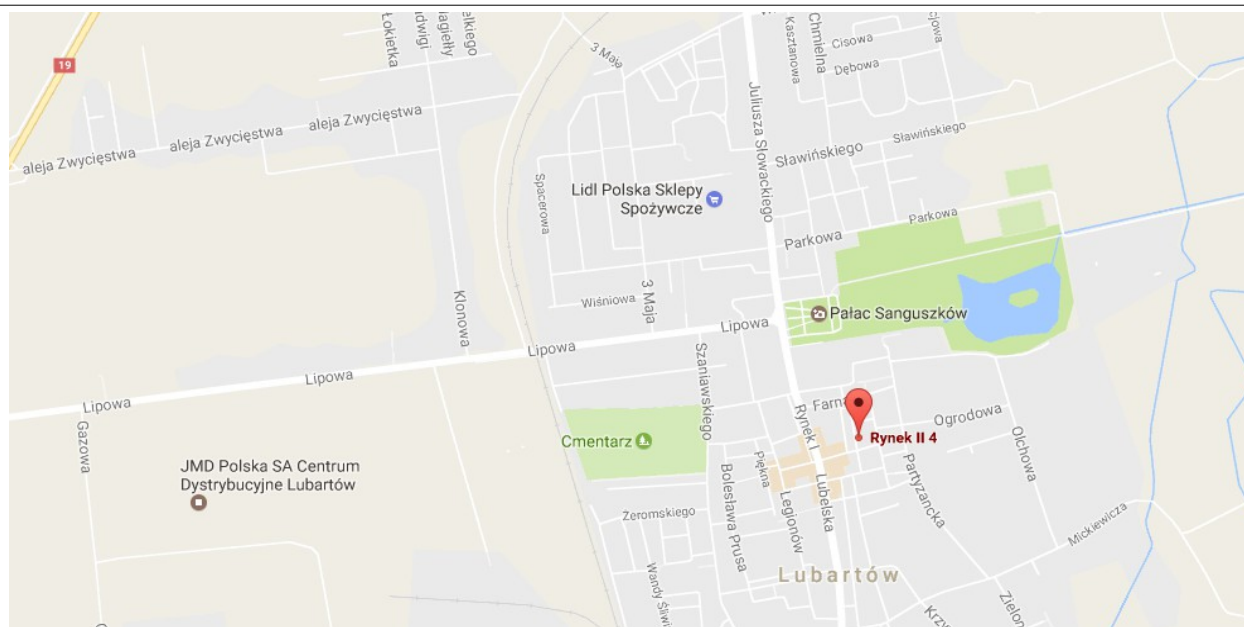 19
Łokietka
Jagiełły
3 Maja
Kasztanowa
Chmielna
Cisowa
Dębowa
aleja Zwycięstwa
aleja Zwycięstwa
aleja Zwycięstwa
Juliusza Słowackiego
Sławińskiego
Sławińskiego
Spacerowa
Lidl Polska Sklepy
Spożywcze
Parkowa
Parkowa
Klonowa
Wiśniowa
3 Maja
Lipowa
Pałac Sanguszków
Lipowa
Lipowa
Lipowa
Szaniawskiego
Gazowa
Rynek I
Ogrodowa
Olchowa
Cmentarz
Rynek II 4
JMD Polska SA Centrum
Dystrybucyjne Lubartów
Piękna
Bolesława Prusa
Legionów
Lubelska
Partyzancka
Żeromskiego
Mickiewicza
Lubartów